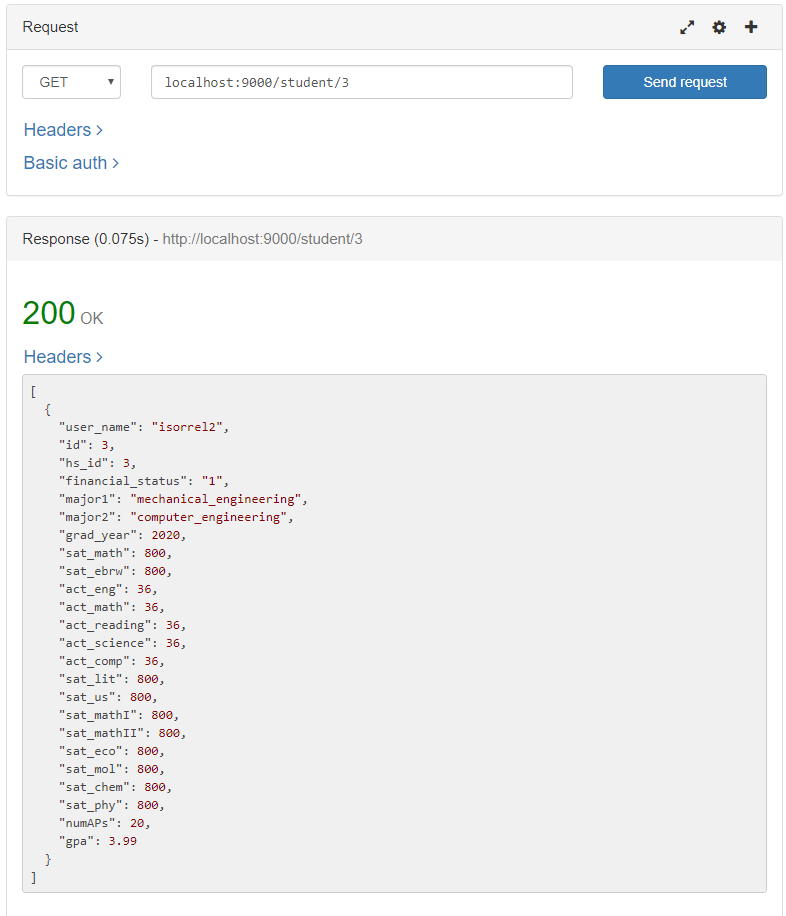 Request
GET localhost:9000/student/3 Send request
Headers
Basic auth
Response (0.075s) - http://localhost:9000/student/3
200 OK
Headers
[
  {
    "user_name": "isorrel2",
    "id": 3,
    "hs_id": 3,
    "financial_status": "1",
    "major1": "mechanical_engineering",
    "major2": "computer_engineering",
    "grad_year": 2020,
    "sat_math": 800,
    "sat_ebrw": 800,
    "act_eng": 36,
    "act_math": 36,
    "act_reading": 36,
    "act_science": 36,
    "act_comp": 36,
    "sat_lit": 800,
    "sat_us": 800,
    "sat_mathI": 800,
    "sat_mathII": 800,
    "sat_eco": 800,
    "sat_mol": 800,
    "sat_chem": 800,
    "sat_phy": 800,
    "numAPs": 20,
    "gpa": 3.99
  }
]